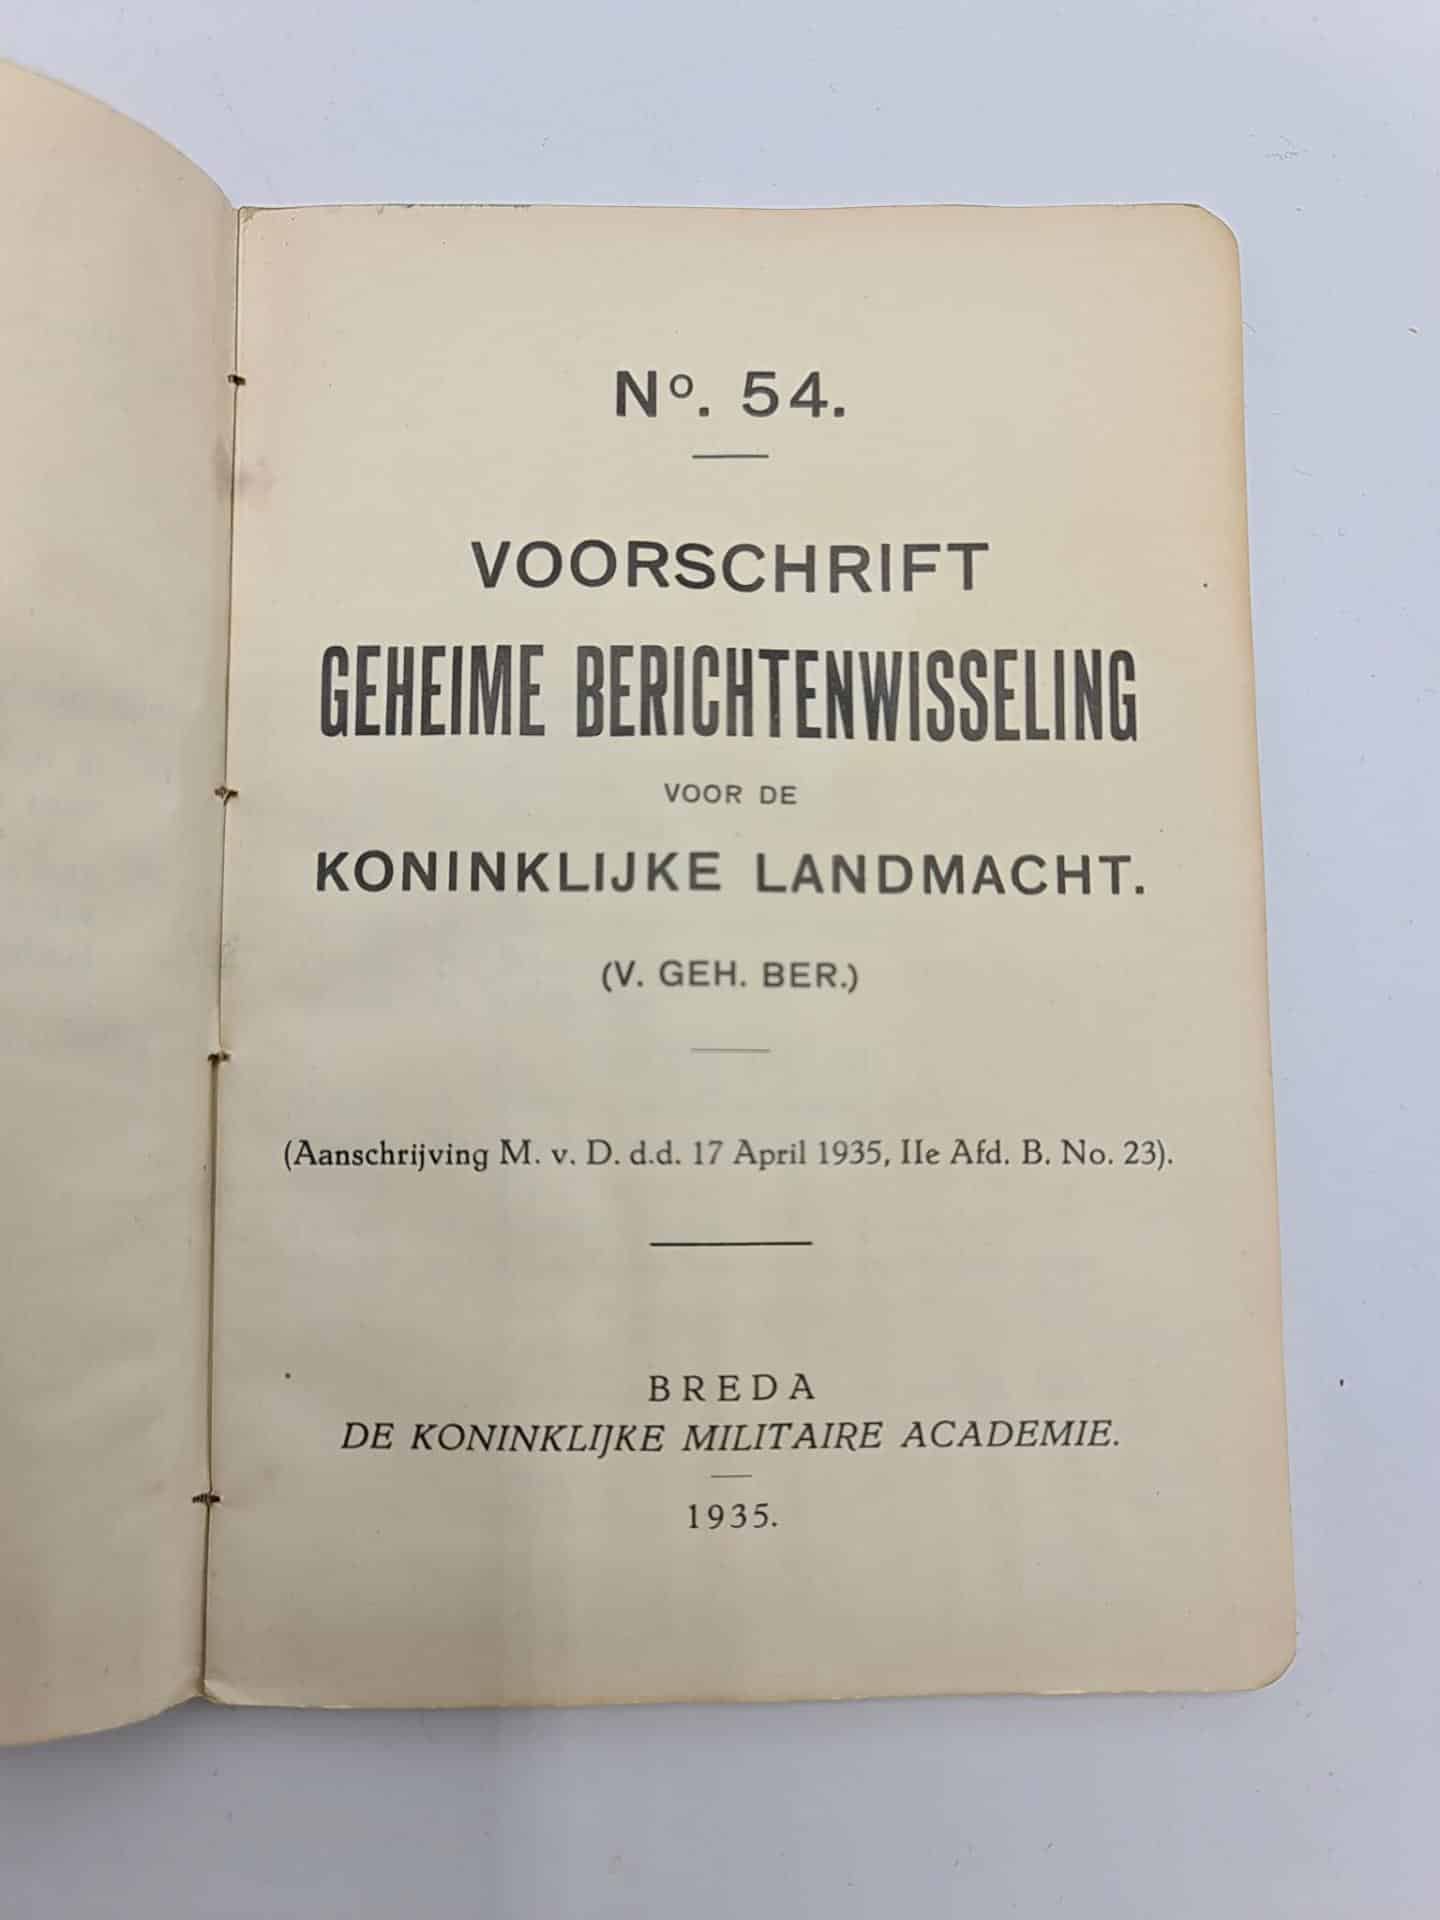 Nº. 54.
VOORSCHRIFT
GEHEIME BERICHTENWISSELING
VOOR DE
KONINKLIJKE LANDMACHT.
(V. GEH. BER.)
(Aanschrijving M. v. D. d.d. 17 April 1935, IIe Afd. B. No. 23).
BREDA
DE KONINKLIJKE MILITAIRE ACADEMIE.
1935.